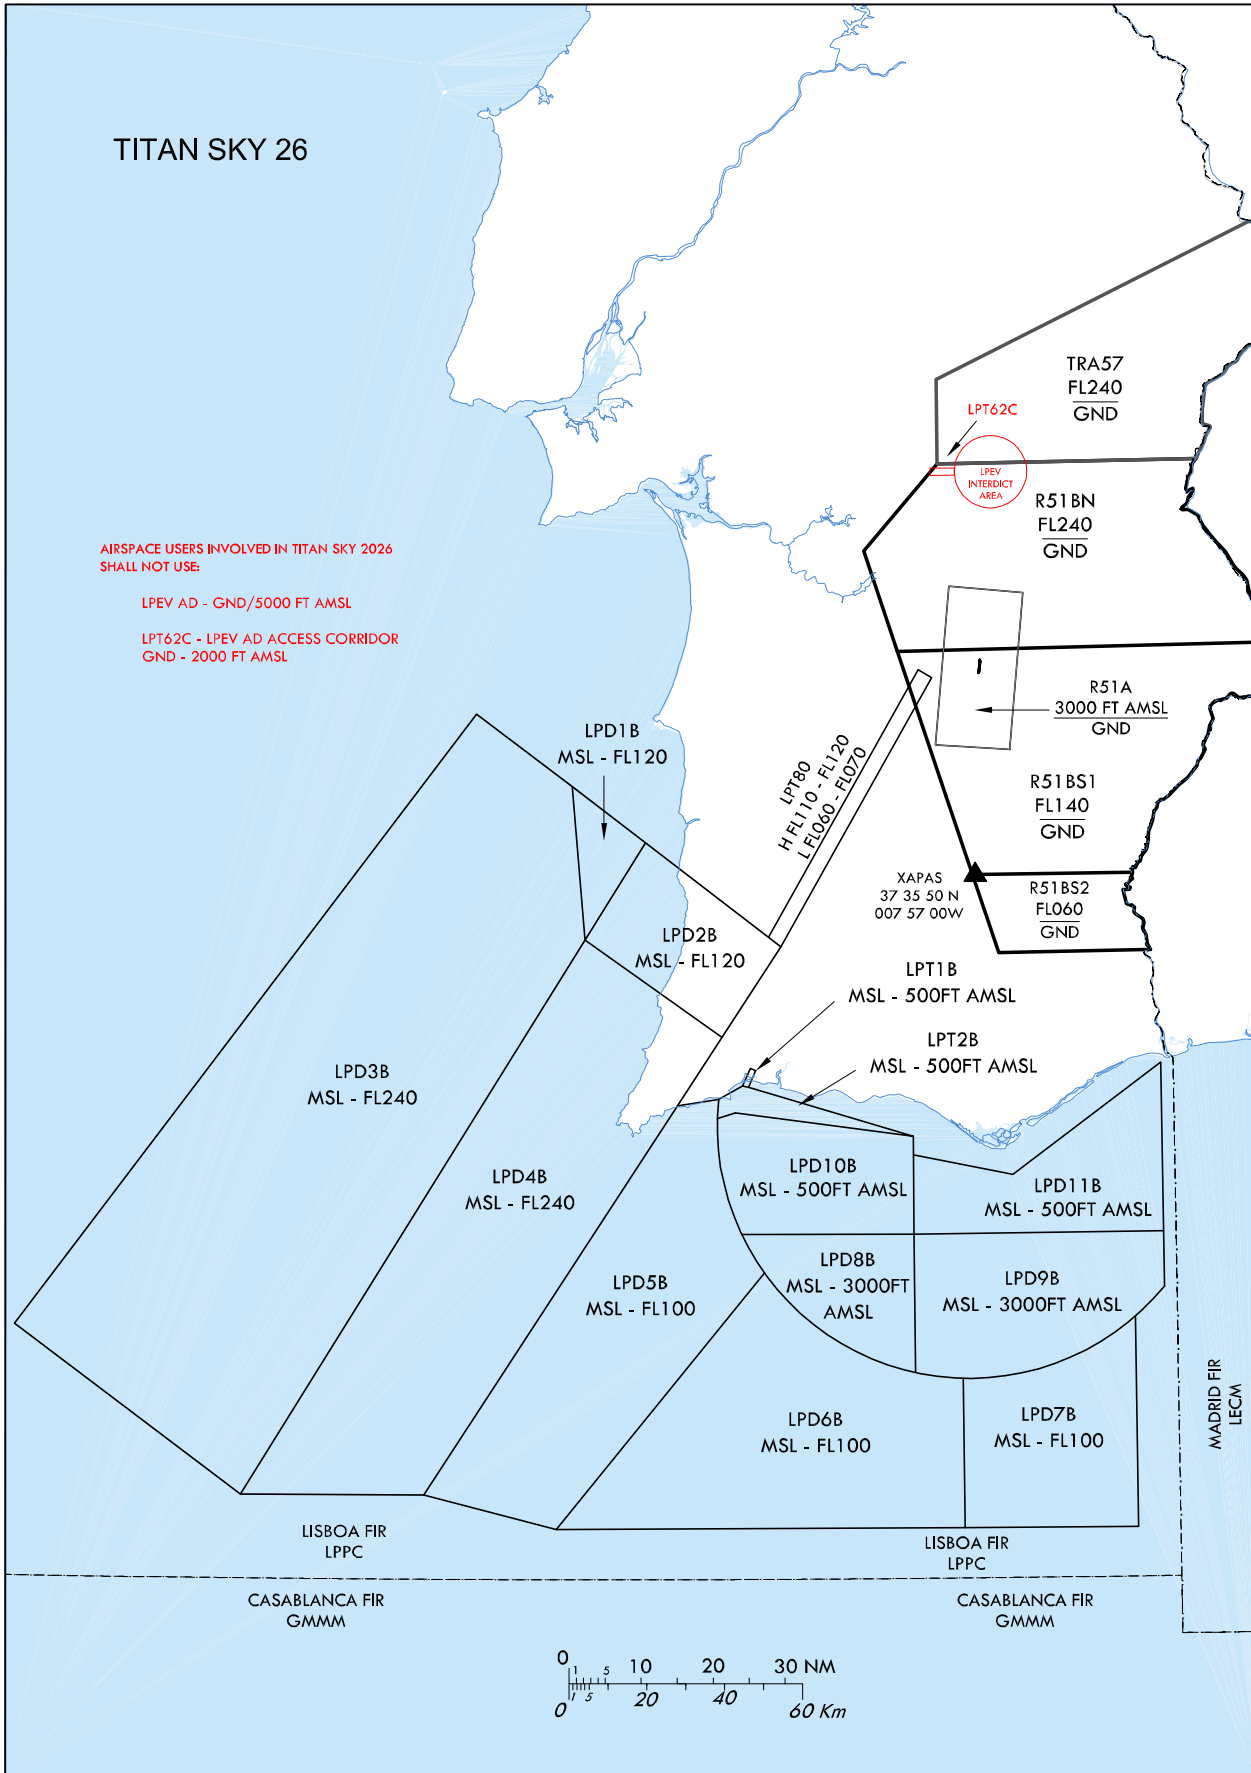 TITAN SKY 26
TRA57
FL240
GND
LPT62C
LPEV
INTERDICT
AREA
R51BN
FL240
GND
AIRSPACE USERS INVOLVED IN TITAN SKY 2026
SHALL NOT USE:
LPEV AD - GND/5000 FT AMSL
LPT62C - LPEV AD ACCESS CORRIDOR
GND - 2000 FT AMSL
R51A
3000 FT AMSL
GND
LPD1B
MSL - FL120
LPT80
H FL110 - FL120
L FL060 - FL070
R51BS1
FL140
GND
XAPAS
37 35 50 N
007 57 00W
R51BS2
FL060
GND
LPD2B
MSL - FL120
LPT1B
MSL - 500FT AMSL
LPT2B
MSL - 500FT AMSL
LPD3B
MSL - FL240
LPD4B
MSL - FL240
LPD10B
MSL - 500FT AMSL
LPD11B
MSL - 500FT AMSL
LPD5B
MSL - FL100
LPD8B
MSL - 3000FT
AMSL
LPD9B
MSL - 3000FT AMSL
LPD6B
MSL - FL100
LPD7B
MSL - FL100
MADRID FIR
LECM
LISBOA FIR
LPPC
LISBOA FIR
LPPC
CASABLANCA FIR
GMMM
CASABLANCA FIR
GMMM
0 1 5 10 20 30 NM
0 1 5 20 40 60 Km